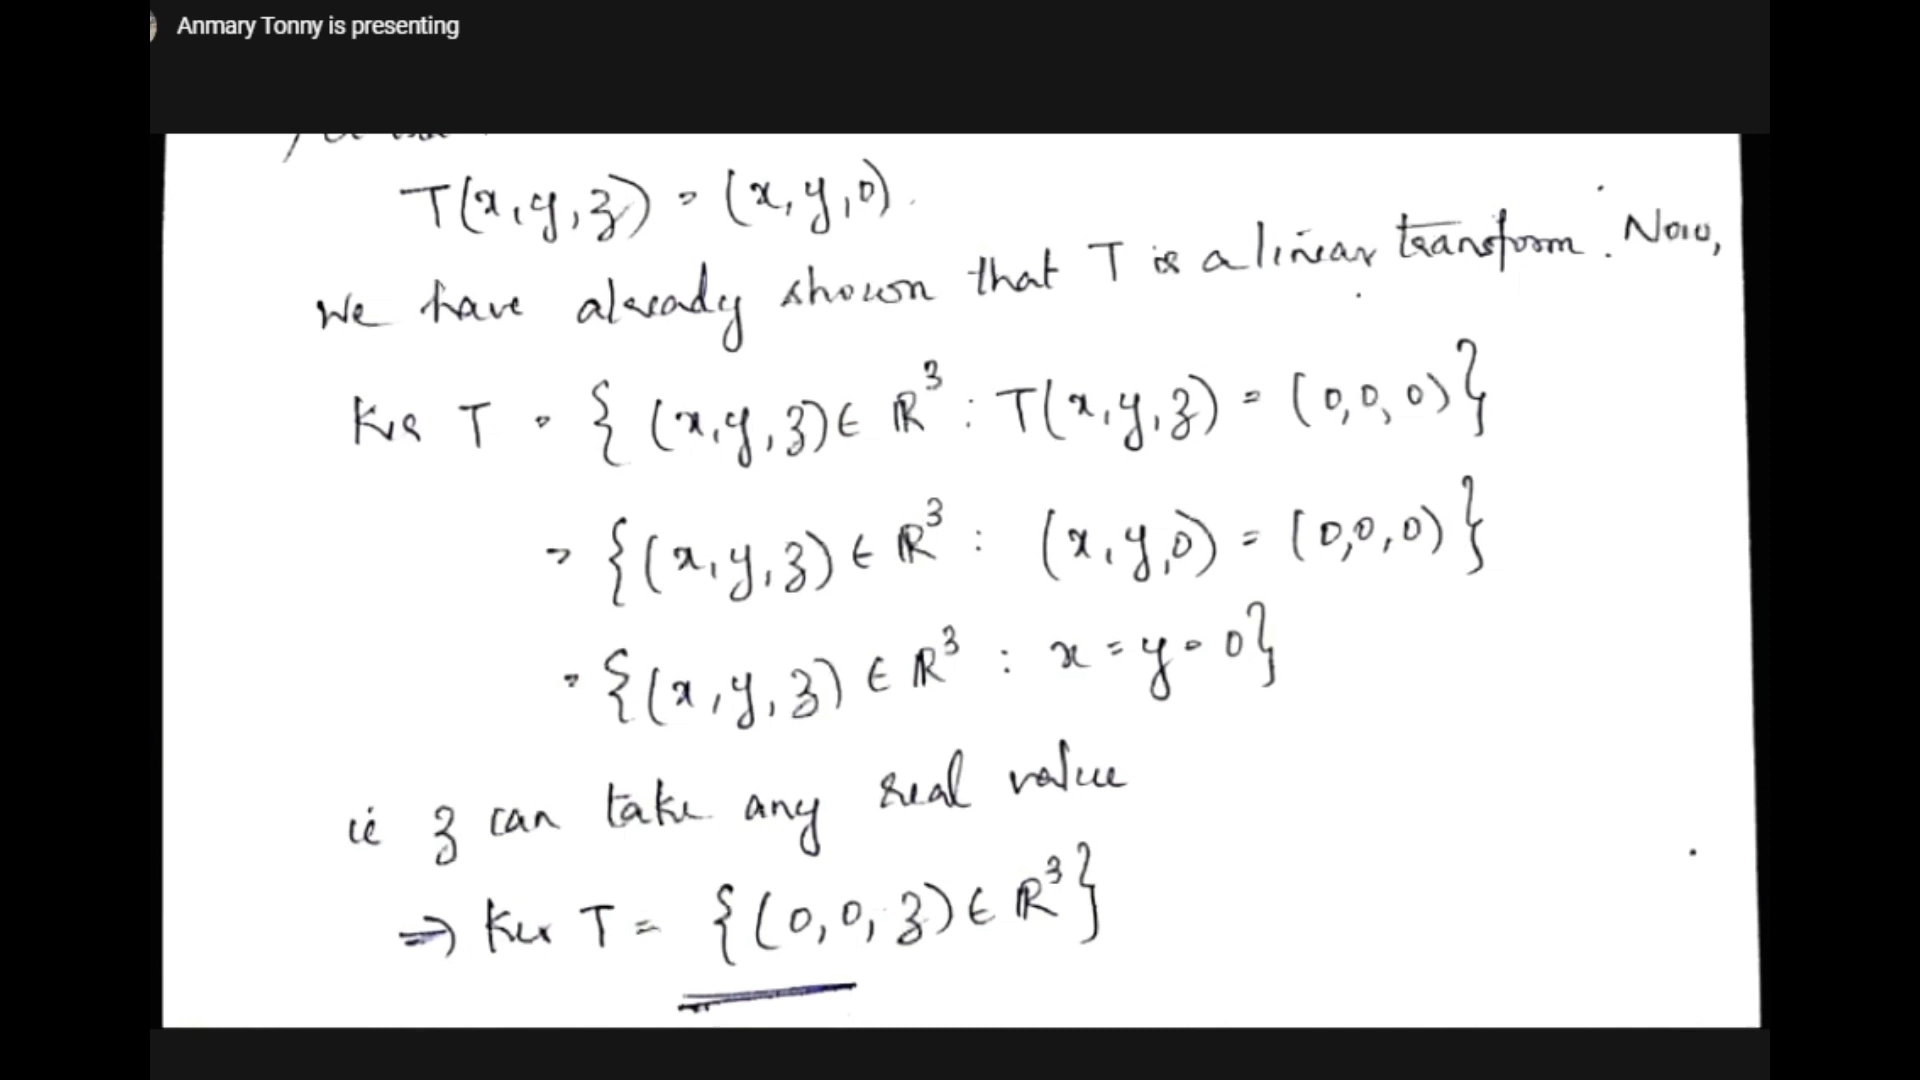 Anmary Tonny is presenting
T(x,y,z) = (x,y,0).
We have already shown that T is a linear transform. Now,
Ker T = {(x,y,z) ∈ ℝ³ : T(x,y,z) = (0,0,0)}
= {(x,y,z) ∈ ℝ³ : (x,y,0) = (0,0,0)}
= {(x,y,z) ∈ ℝ³ : x = y = 0}
ie z can take any real value
⇒ Ker T = {(0,0,z) ∈ ℝ³}